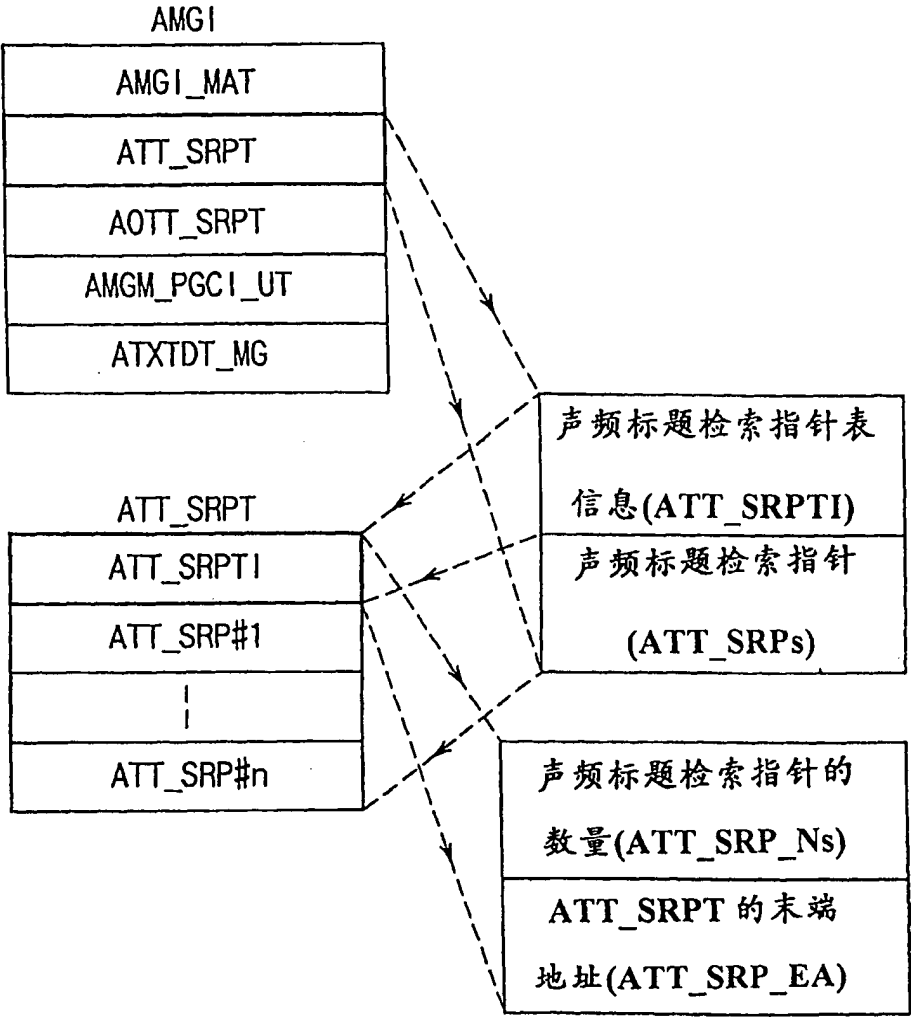 AMGI
AMGI_MAT
ATT_SRPT
AOTT_SRPT
AMGM_PGCI_UT
ATXTDT_MG
声频标题检索指针表
信息(ATT_SRPTI)
声频标题检索指针
(ATT_SRPs)
ATT_SRPT
ATT_SRPTI
ATT_SRP#1
ATT_SRP#n
声频标题检索指针的
数量(ATT_SRP_Ns)
ATT_SRPT 的末端
地址(ATT_SRP_EA)